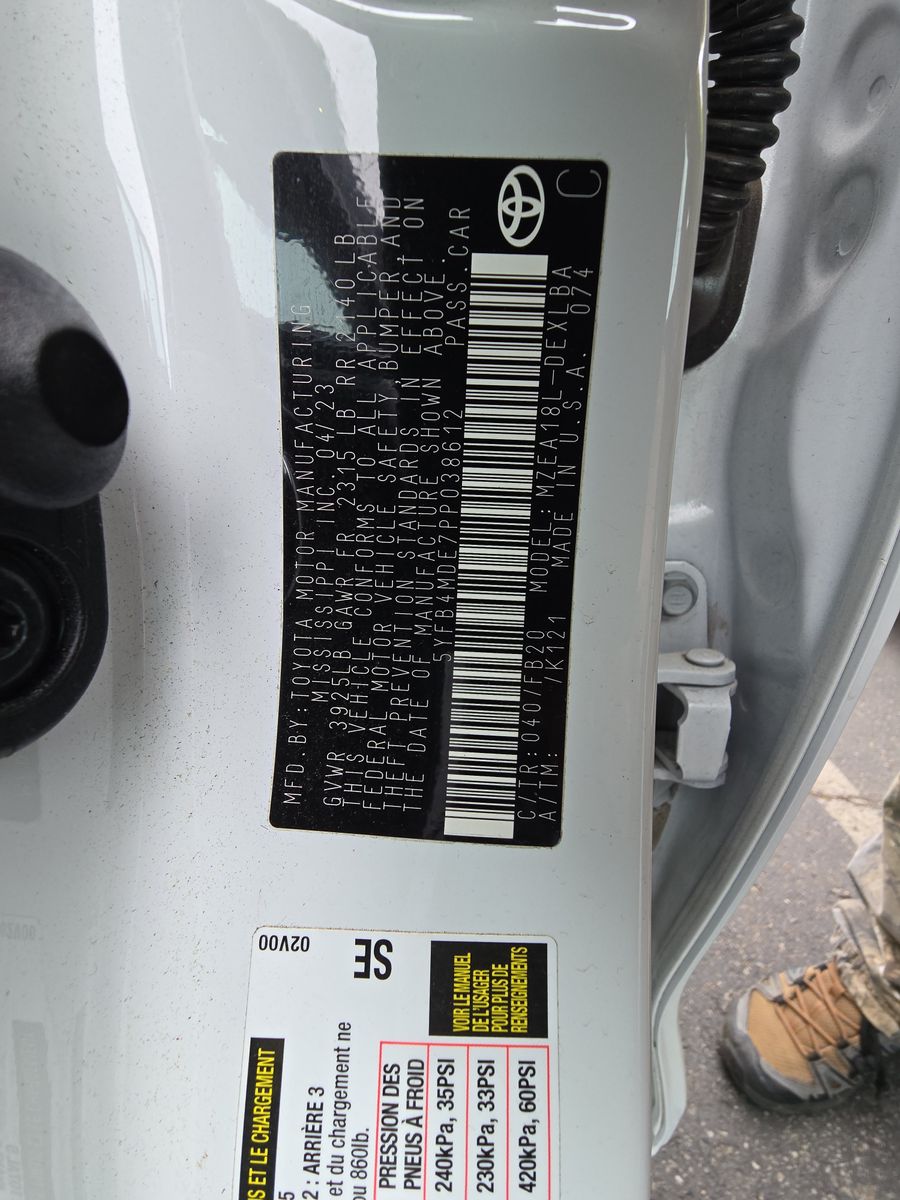 MFD.BY:TOYOTA MOTOR MANUFACTURING
MISSISSIPPI INC. 04/23
GVWR 3925LB GAWR FR 2315LB RR 2140LB
THIS VEHICLE CONFORMS TO ALL APPLICABLE
FEDERAL MOTOR VEHICLE SAFETY, BUMPER AND
THEFT PREVENTION STANDARDS IN EFFECT ON
THE DATE OF MANUFACTURE SHOWN ABOVE.
5YFB4MDE7PP038612 PASS.CAR
C/TR:0407/FB20 MODEL:MZEA18L-DEXLBA
A/TM: /K121 MADE IN U.S.A. 074
C
02V00
SE
S ET LE CHARGEMENT
5
2 : ARRIÈRE 3
et du chargement ne
ou 860lb.
PRESSION DES
PNEUS À FROID
240kPa, 35PSI
230kPa, 33PSI
420kPa, 60PSI
VOIR LE MANUEL
DE L'USAGER
POUR PLUS DE
RENSEIGNEMENTS